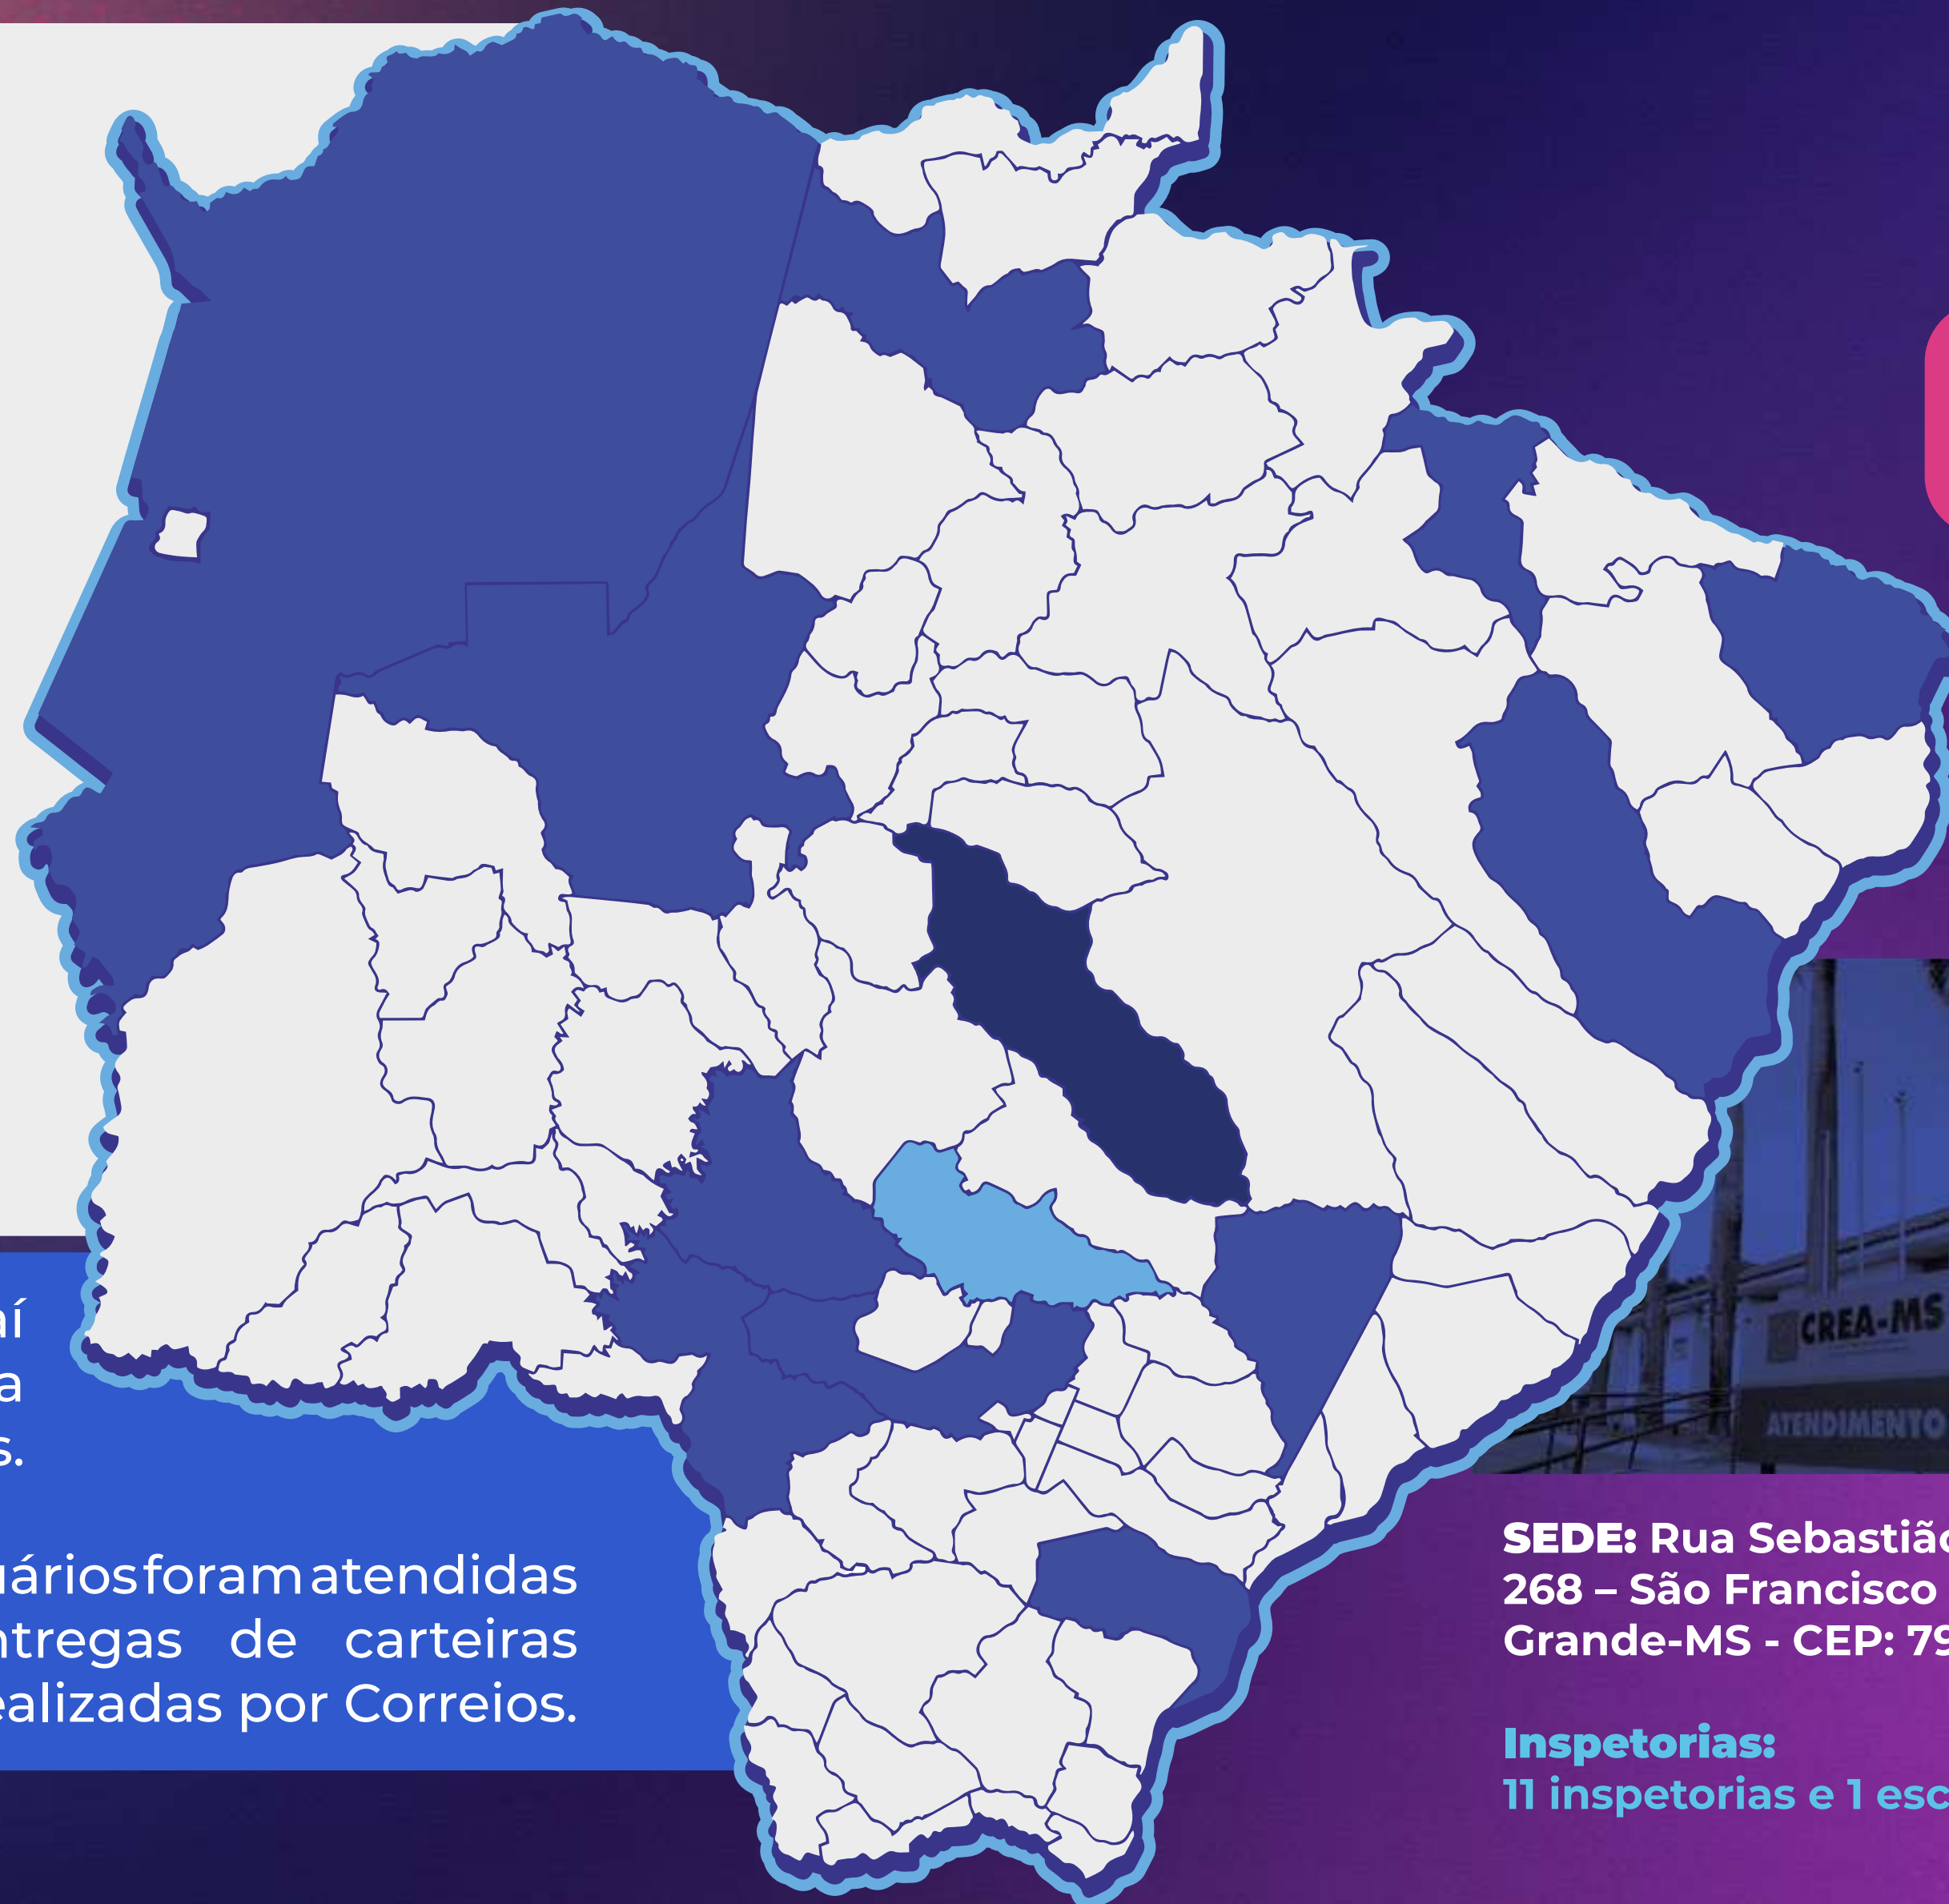 aí
a
s.
uários foram atendidas
ntregas de carteiras
ealizadas por Correios.
CREA-MS
ATENDIMENTO
SEDE: Rua Sebastião
268 – São Francisco
Grande-MS - CEP: 79
Inspetorias:
11 inspetorias e 1 esc